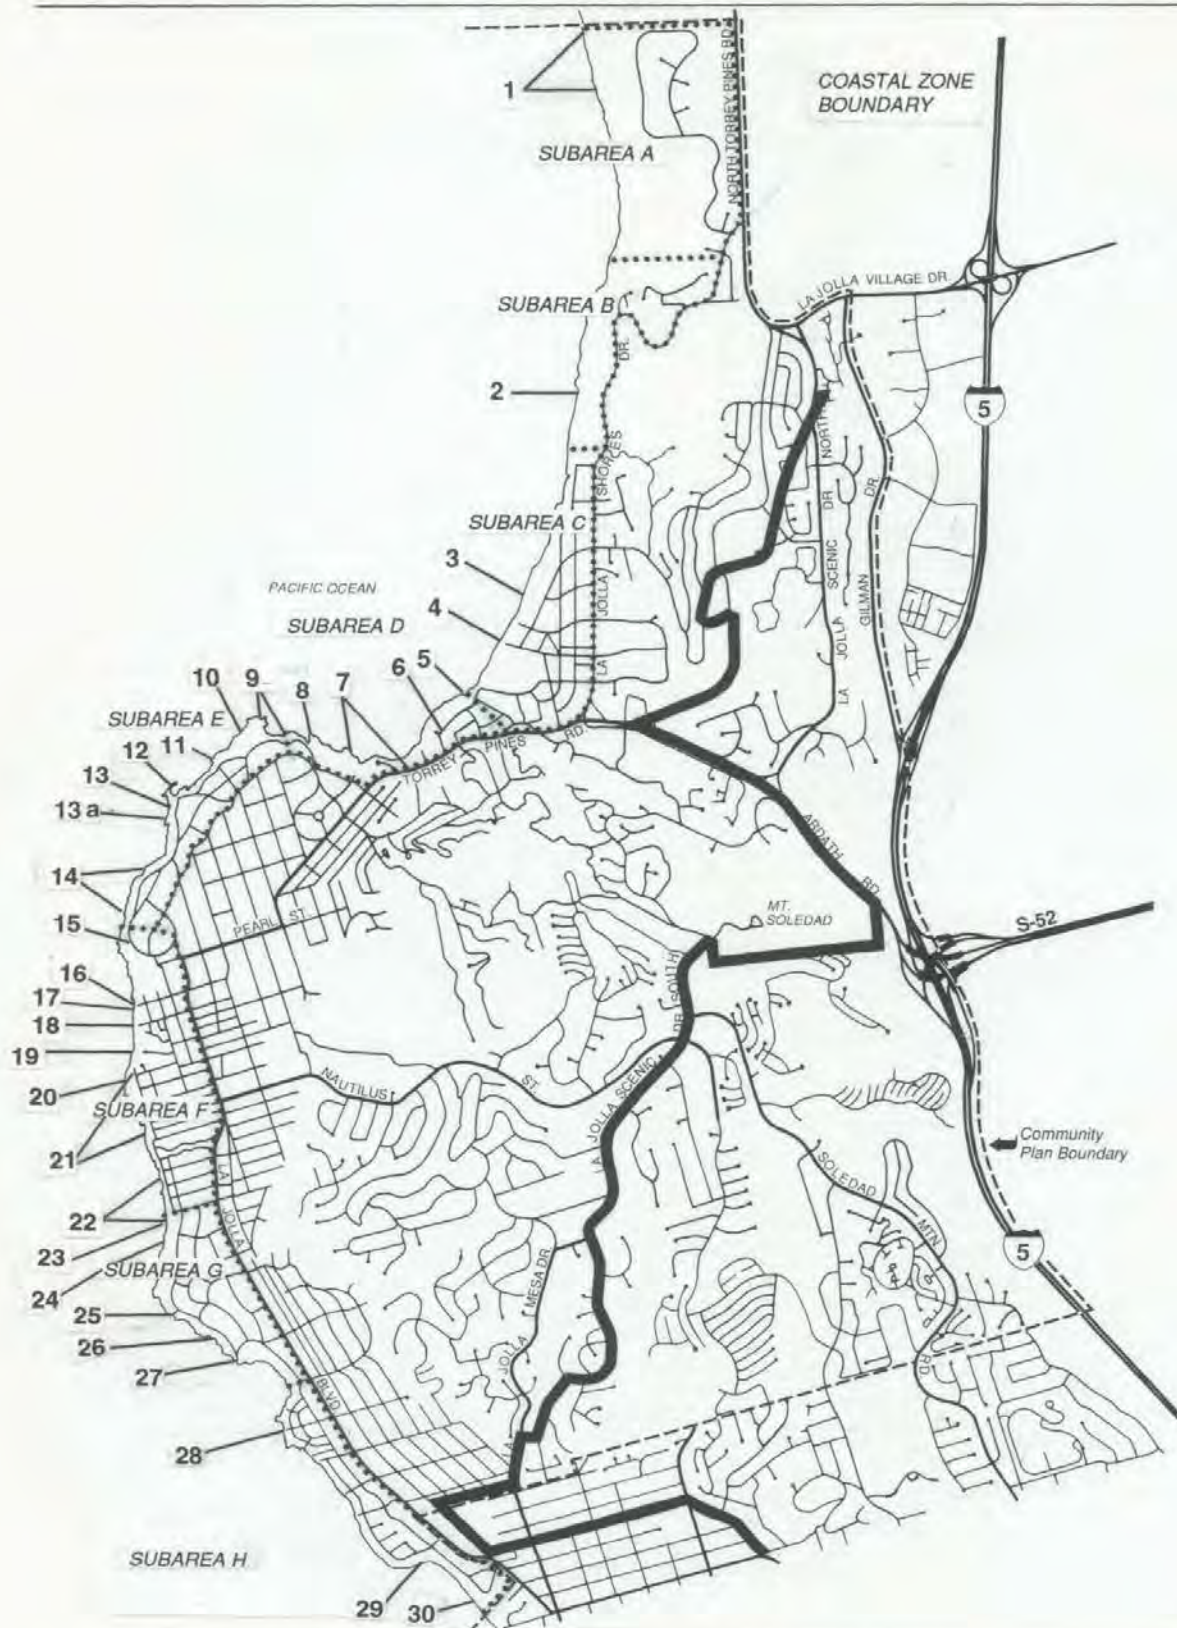 1
COASTAL ZONE
BOUNDARY
NORTH TORREY PINES RD.
SUBAREA A
LA JOLLA VILLAGE DR.
SUBAREA B
DR.
2
5
SHORES
NORTH
DR
SUBAREA C
DR.
3
SCENIC
PACIFIC OCEAN
JOLLA
4
GILMAN
SUBAREA D
JOLLA
5
LA
6
LA
7
8
9
10
SUBAREA E
TORREY
PINES
RD.
11
12
13
13 a
ARDATH
RD.
14
MT.
SOLEDAD
PEARL ST.
S-52
15
16
17
18
19
DR SOUTH
NAUTILUS
ST.
20
SUBAREA F
LA JOLLA SCENIC
Community
Plan Boundary
21
SOLEDAD
MTN
LA
JOLLA
22
23
5
SUBAREA G
24
MESA DR
25
26
27
JOLLA
RD
BLVD
28
LA
SUBAREA H
29
30